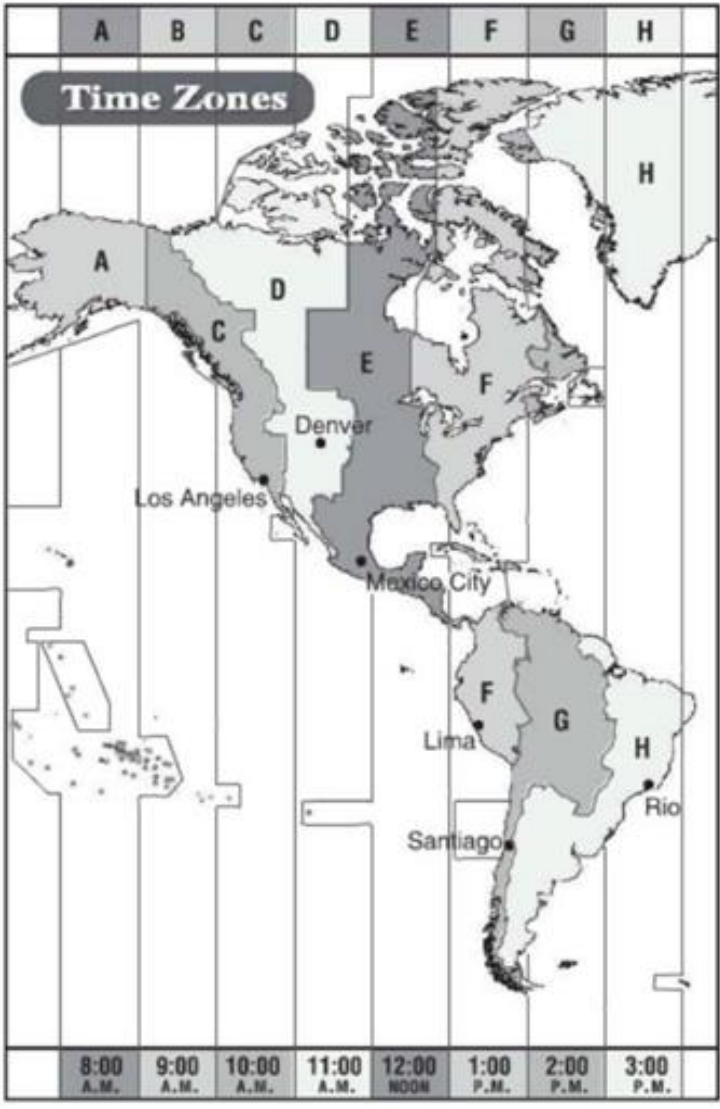 A B C D E F G H
Time Zones
H
A
D
C
E
F
Denver
Los Angeles
Mexico City
F
G
Lima
H
Rio
Santiago
8:00 9:00 10:00 11:00 12:00 1:00 2:00 3:00
A.M. A.M. A.M. A.M. NOON P.M. P.M. P.M.